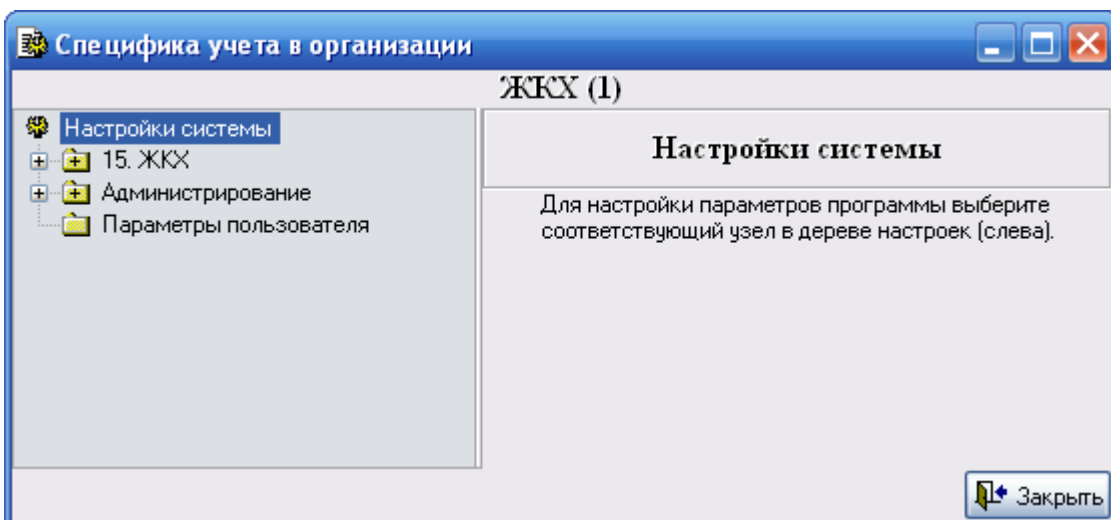 Специфика учета в организации
ЖКХ (1)
Настройки системы
15. ЖКХ
Администрирование
Параметры пользователя
Настройки системы
Для настройки параметров программы выберите
соответствующий узел в дереве настроек (слева).
Закрыть